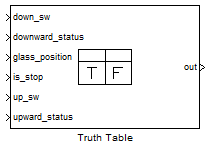 down_sw
downward_status
glass_position
is_stop
up_sw
upward_status
T F
out
Truth Table